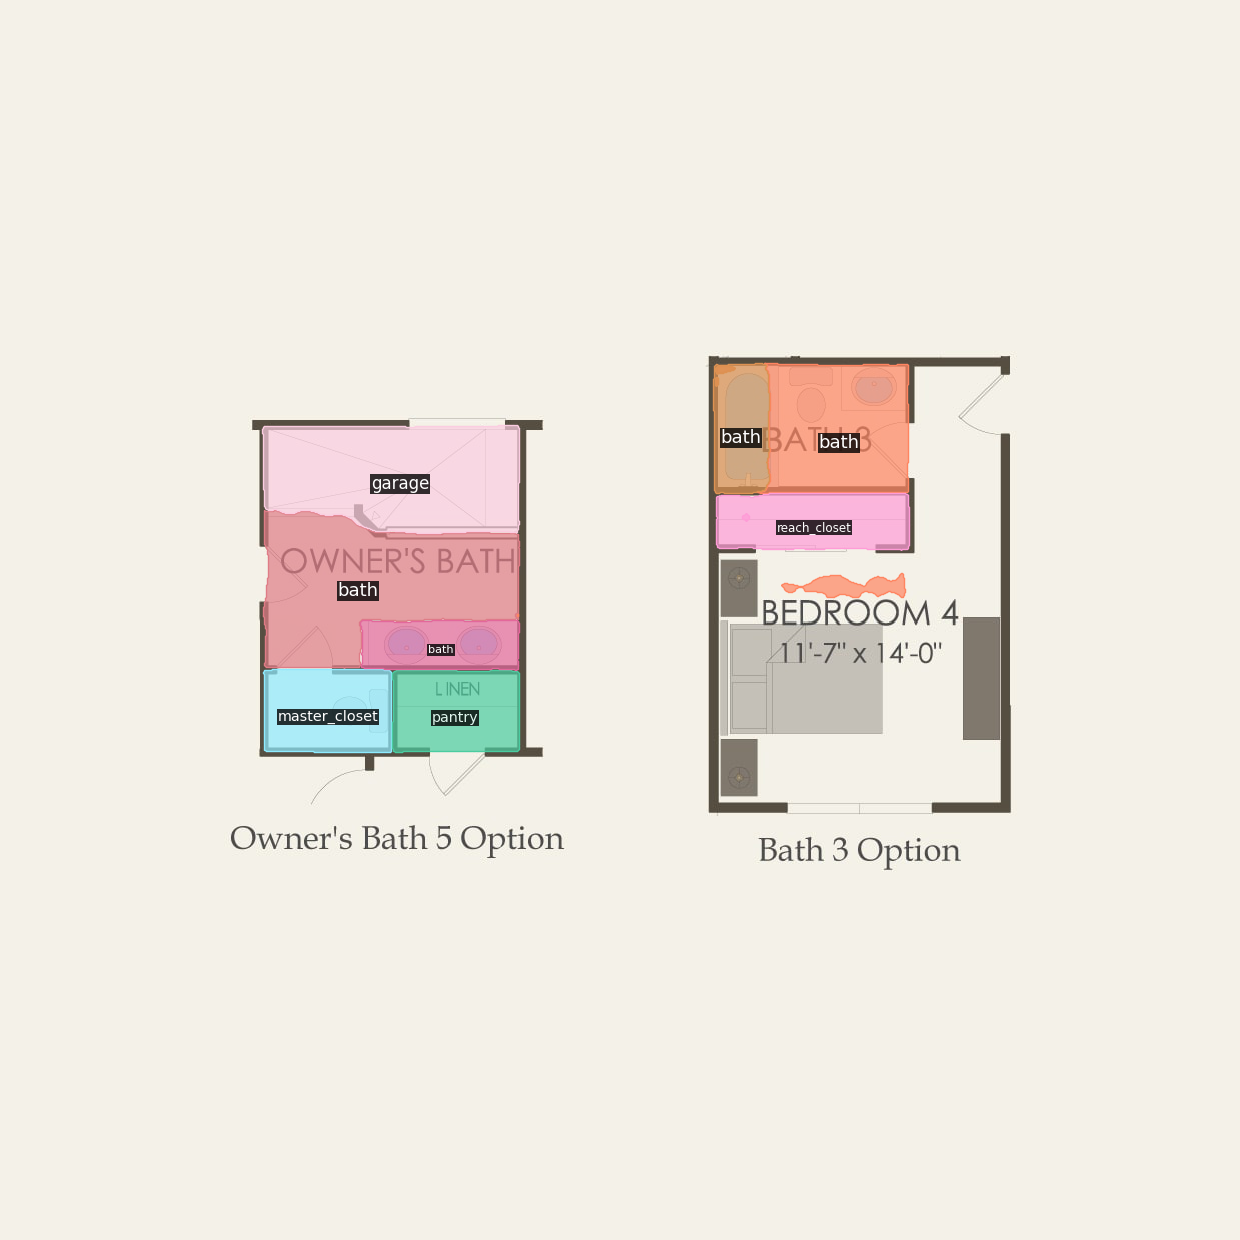 garage
OWNER'S BATH
bath
bath
LINEN
master_closet
pantry
Owner's Bath 5 Option
BATH 3
bath
bath
reach_closet
BEDROOM 4
11'-7" x 14'-0"
Bath 3 Option